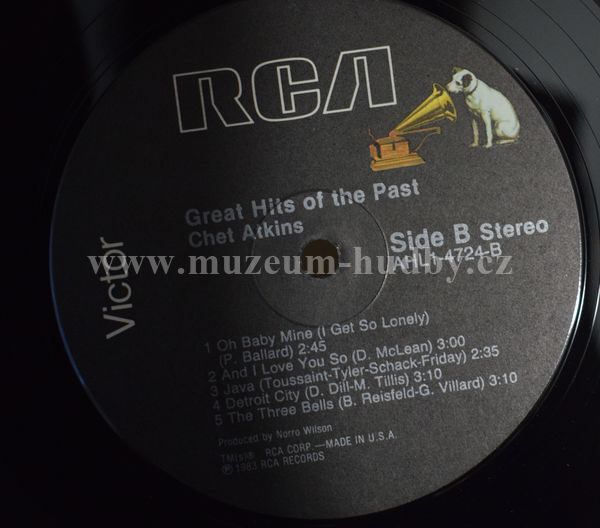 RCA
Victor
Great Hits of the Past
Chet Atkins
Side B Stereo
AHL1-4724-B
www.muzeum-hudby.cz
1 Oh Baby Mine (I Get So Lonely)
(P. Ballard) 2:45
2 And I Love You So (D. McLean) 3:00
3 Java (Toussaint-Tyler-Schack-Friday) 2:35
4 Detroit City (D. Dill-M. Tillis) 3:10
5 The Three Bells (B. Reisfeld-G. Villard) 3:10
Produced by Norro Wilson
TM(s)® RCA CORP.—MADE IN U.S.A.
℗ 1983 RCA RECORDS